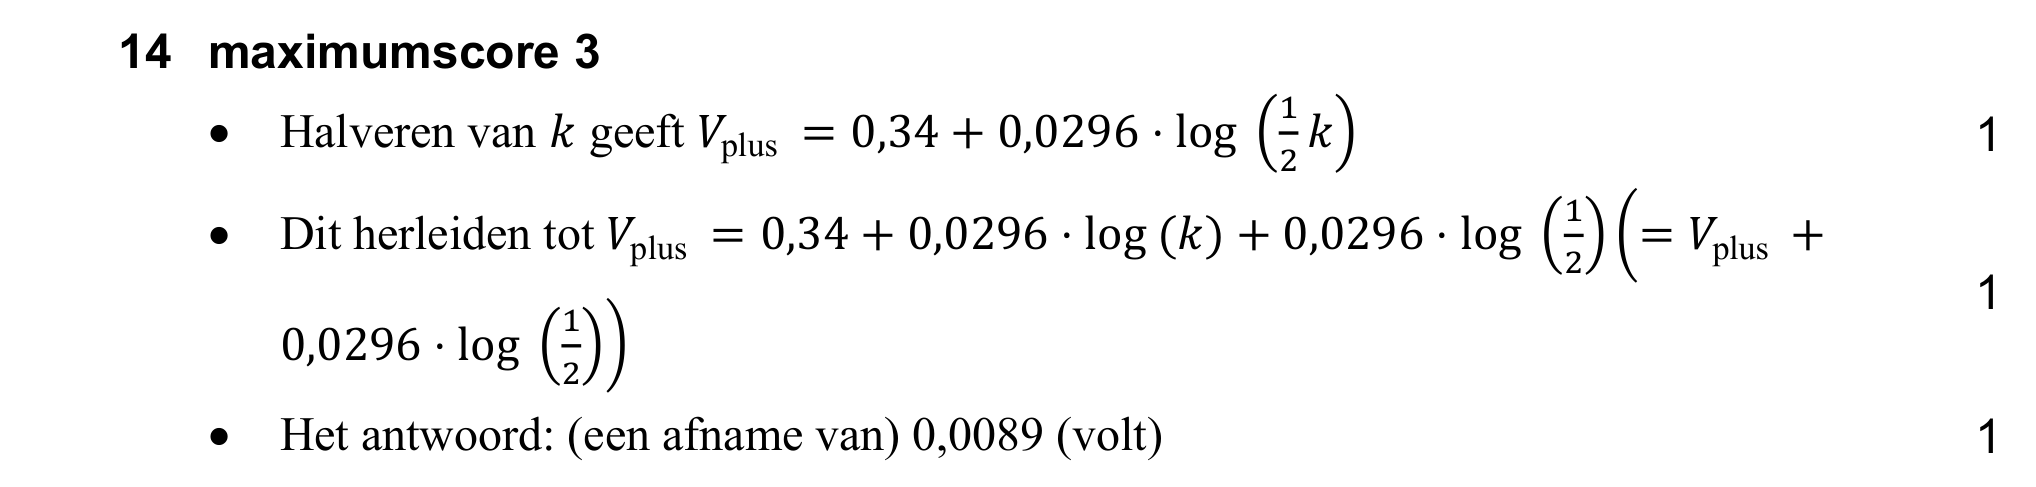 14 maximumscore 3
• Halveren van k geeft V_plus = 0,34 + 0,0296 · log (1/2 k) 1
• Dit herleiden tot V_plus = 0,34 + 0,0296 · log (k) + 0,0296 · log (1/2) (= V_plus +
0,0296 · log (1/2)) 1
• Het antwoord: (een afname van) 0,0089 (volt) 1